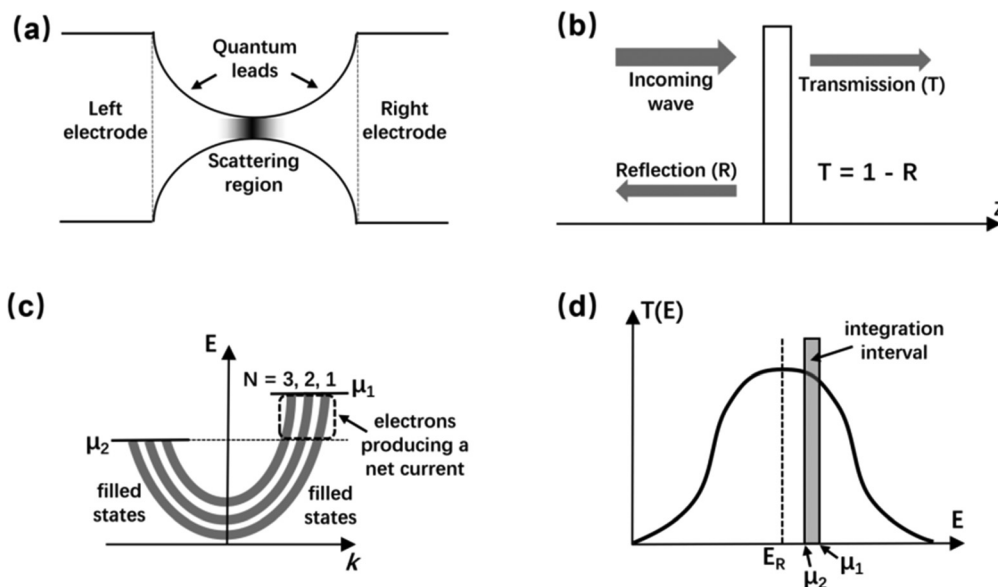 (a)
Quantum
leads
Left
electrode
Right
electrode
Scattering
region
(b)
Incoming
wave
Transmission (T)
Reflection (R)
T = 1 - R
z
(c)
E
N = 3, 2, 1
μ1
electrons
producing a
net current
μ2
filled
states
filled
states
k
(d)
T(E)
integration
interval
E
ER
μ2
μ1